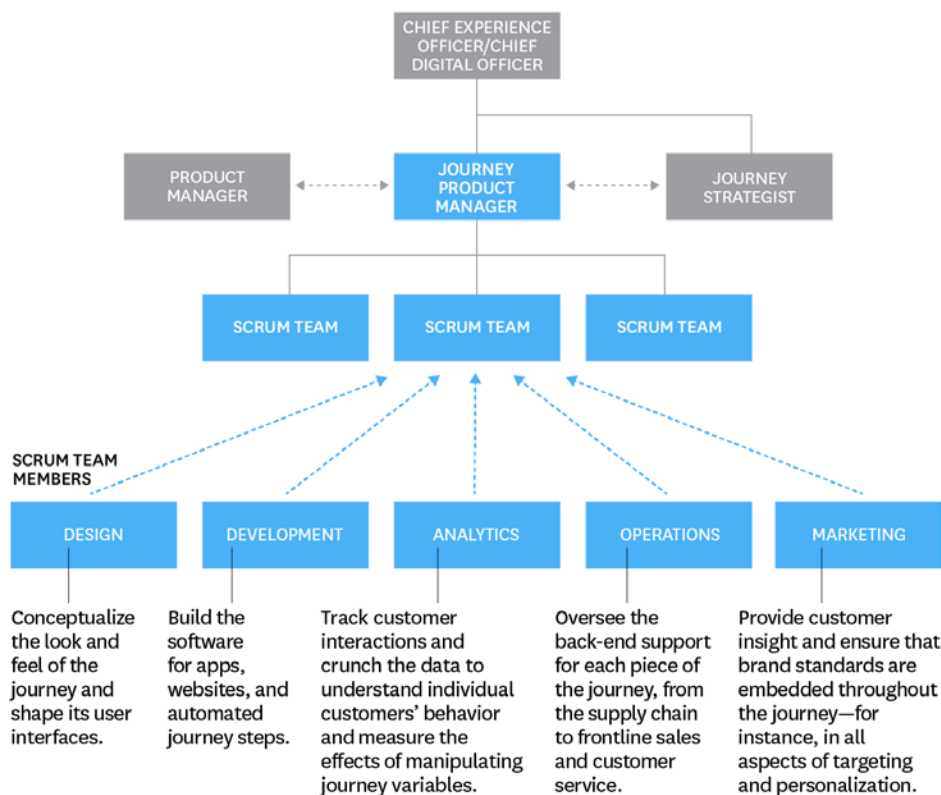 CHIEF EXPERIENCE
OFFICER/CHIEF
DIGITAL OFFICER
PRODUCT
MANAGER
JOURNEY
PRODUCT
MANAGER
JOURNEY
STRATEGIST
SCRUM TEAM
SCRUM TEAM
SCRUM TEAM
SCRUM TEAM
MEMBERS
DESIGN
DEVELOPMENT
ANALYTICS
OPERATIONS
MARKETING
Conceptualize
the look and
feel of the
journey and
shape its user
interfaces.
Build the
software
for apps,
websites, and
automated
journey steps.
Track customer
interactions and
crunch the data to
understand individual
customers’ behavior
and measure the
effects of manipulating
journey variables.
Oversee the
back-end support
for each piece of
the journey, from
the supply chain
to frontline sales
and customer
service.
Provide customer
insight and ensure that
brand standards are
embedded throughout
the journey—for
instance, in all
aspects of targeting
and personalization.